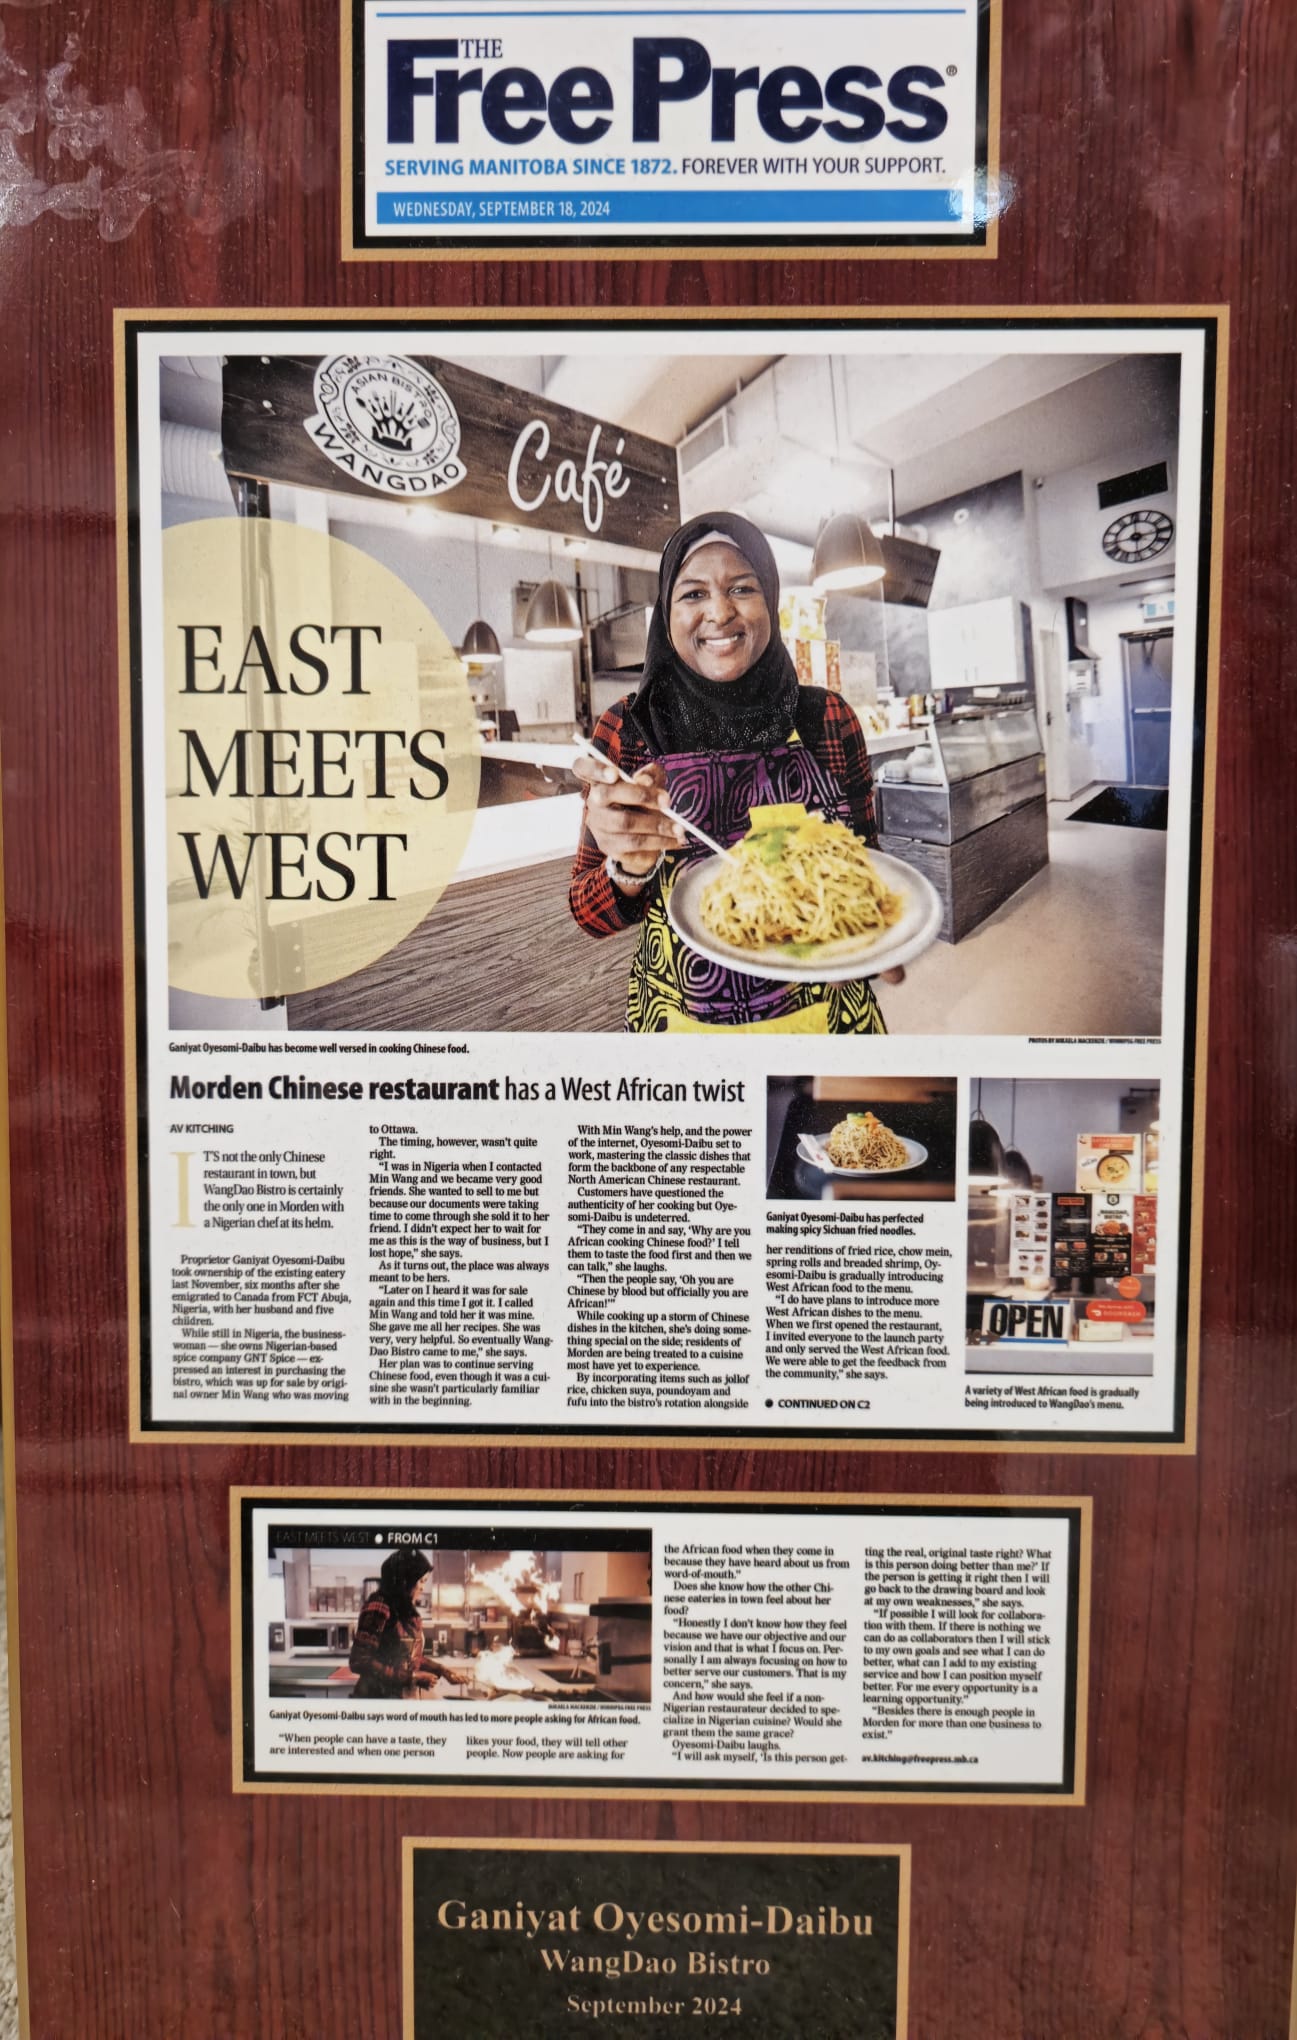 THE
Free Press®
SERVING MANITOBA SINCE 1872. FOREVER WITH YOUR SUPPORT.
WEDNESDAY, SEPTEMBER 18, 2024
ASIAN BISTRO
WANGDAO
Café
EAST
MEETS
WEST
Ganiyat Oyesomi-Daibu has become well versed in cooking Chinese food.
PHOTOS BY MIKAELA MACKENZIE / WINNIPEG FREE PRESS
Morden Chinese restaurant has a West African twist
AV KITCHING
IT'S not the only Chinese
restaurant in town, but
WangDao Bistro is certainly
the only one in Morden with
a Nigerian chef at its helm.
Proprietor Ganiyat Oyesomi-Daibu
took ownership of the existing eatery
last November, six months after she
emigrated to Canada from FCT Abuja,
Nigeria, with her husband and five
children.
While still in Nigeria, the business-
woman — she owns Nigerian-based
spice company GNT Spice — ex-
pressed an interest in purchasing the
bistro, which was up for sale by origi-
nal owner Min Wang who was moving
to Ottawa.
The timing, however, wasn't quite
right.
“I was in Nigeria when I contacted
Min Wang and we became very good
friends. She wanted to sell to me but
because our documents were taking
time to come through she sold it to her
friend. I didn't expect her to wait for
me as this is the way of business, but I
lost hope,” she says.
As it turns out, the place was always
meant to be hers.
“Later on I heard it was for sale
again and this time I got it. I called
Min Wang and told her it was mine.
She gave me all her recipes. She was
very, very helpful. So eventually Wang-
Dao Bistro came to me,” she says.
Her plan was to continue serving
Chinese food, even though it was a cui-
sine she wasn't particularly familiar
with in the beginning.
With Min Wang's help, and the power
of the internet, Oyesomi-Daibu set to
work, mastering the classic dishes that
form the backbone of any respectable
North American Chinese restaurant.
Customers have questioned the
authenticity of her cooking but Oye-
somi-Daibu is undeterred.
“They come in and say, ‘Why are you
African cooking Chinese food?’ I tell
them to taste the food first and then we
can talk,” she laughs.
“Then the people say, ‘Oh you are
Chinese by blood but officially you are
African!’”
While cooking up a storm of Chinese
dishes in the kitchen, she's doing some-
thing special on the side; residents of
Morden are being treated to a cuisine
most have yet to experience.
By incorporating items such as jollof
rice, chicken suya, poundoyam and
fufu into the bistro's rotation alongside
Ganiyat Oyesomi-Daibu has perfected
making spicy Sichuan fried noodles.
her renditions of fried rice, chow mein,
spring rolls and breaded shrimp, Oy-
esomi-Daibu is gradually introducing
West African food to the menu.
“I do have plans to introduce more
West African dishes to the menu.
When we first opened the restaurant,
I invited everyone to the launch party
and only served the West African food.
We were able to get the feedback from
the community,” she says.
● CONTINUED ON C2
OPEN
A variety of West African food is gradually
being introduced to WangDao's menu.
EAST MEETS WEST ● FROM C1
MIKAELA MACKENZIE / WINNIPEG FREE PRESS
Ganiyat Oyesomi-Daibu says word of mouth has led to more people asking for African food.
“When people can have a taste, they
are interested and when one person
likes your food, they will tell other
people. Now people are asking for
the African food when they come in
because they have heard about us from
word-of-mouth.”
Does she know how the other Chi-
nese eateries in town feel about her
food?
“Honestly I don't know how they feel
because we have our objective and our
vision and that is what I focus on. Per-
sonally I am always focusing on how to
better serve our customers. That is my
concern,” she says.
And how would she feel if a non-
Nigerian restaurateur decided to spe-
cialize in Nigerian cuisine? Would she
grant them the same grace?
Oyesomi-Daibu laughs.
“I will ask myself, ‘Is this person get-
ting the real, original taste right? What
is this person doing better than me?’ If
the person is getting it right then I will
go back to the drawing board and look
at my own weaknesses,” she says.
“If possible I will look for collabora-
tion with them. If there is nothing we
can do as collaborators then I will stick
to my own goals and see what I can do
better, what can I add to my existing
service and how I can position myself
better. For me every opportunity is a
learning opportunity.”
“Besides there is enough people in
Morden for more than one business to
exist.”
av.kitching@freepress.mb.ca
Ganiyat Oyesomi-Daibu
WangDao Bistro
September 2024